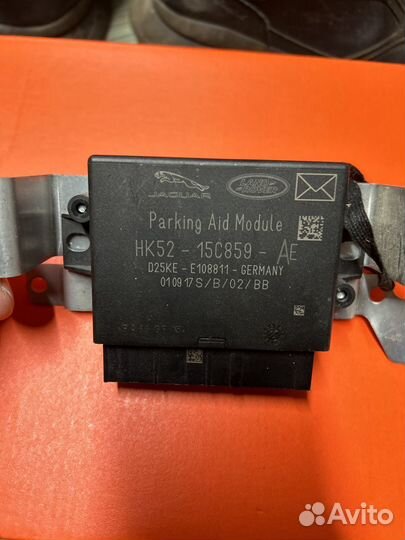 JAGUAR
LAND ROVER
Parking Aid Module
HK52 - 15C859 - AE
D25KE - E108811 - GERMANY
010917S/B/02/BB
Avito